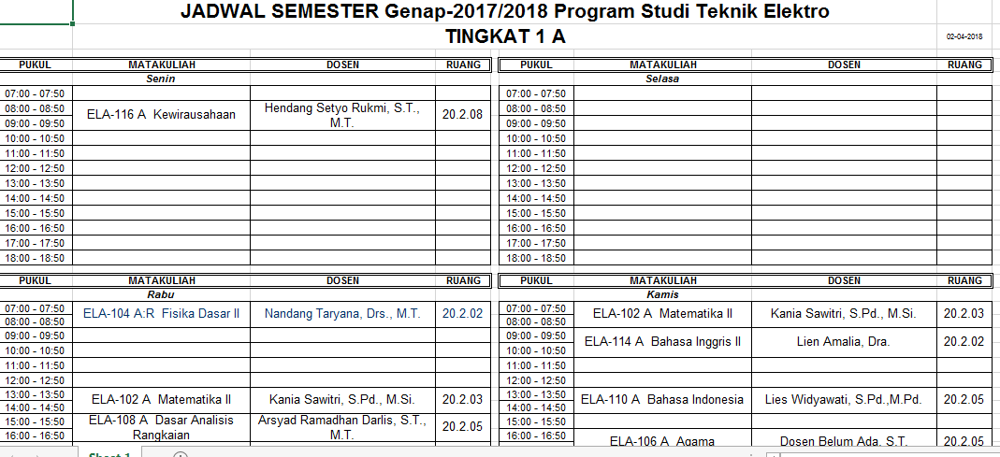 JADWAL SEMESTER Genap-2017/2018 Program Studi Teknik Elektro
TINGKAT 1 A
02-04-2018
PUKUL MATAKULIAH DOSEN RUANG
Senin
07:00 - 07:50
08:00 - 08:50
09:00 - 09:50
ELA-116 A Kewirausahaan
Hendang Setyo Rukmi, S.T.,
M.T.
20.2.08
10:00 - 10:50
11:00 - 11:50
12:00 - 12:50
13:00 - 13:50
14:00 - 14:50
15:00 - 15:50
16:00 - 16:50
17:00 - 17:50
18:00 - 18:50
PUKUL MATAKULIAH DOSEN RUANG
Selasa
07:00 - 07:50
08:00 - 08:50
09:00 - 09:50
10:00 - 10:50
11:00 - 11:50
12:00 - 12:50
13:00 - 13:50
14:00 - 14:50
15:00 - 15:50
16:00 - 16:50
17:00 - 17:50
18:00 - 18:50
PUKUL MATAKULIAH DOSEN RUANG
Rabu
07:00 - 07:50
08:00 - 08:50
ELA-104 A:R Fisika Dasar II Nandang Taryana, Drs., M.T. 20.2.02
09:00 - 09:50
10:00 - 10:50
11:00 - 11:50
12:00 - 12:50
13:00 - 13:50
14:00 - 14:50
ELA-102 A Matematika II Kania Sawitri, S.Pd., M.Si. 20.2.03
15:00 - 15:50
16:00 - 16:50
ELA-108 A Dasar Analisis
Rangkaian
Arsyad Ramadhan Darlis, S.T.,
M.T.
20.2.05
PUKUL MATAKULIAH DOSEN RUANG
Kamis
07:00 - 07:50
08:00 - 08:50
ELA-102 A Matematika II Kania Sawitri, S.Pd., M.Si. 20.2.03
09:00 - 09:50
10:00 - 10:50
ELA-114 A Bahasa Inggris II Lien Amalia, Dra. 20.2.02
11:00 - 11:50
12:00 - 12:50
13:00 - 13:50
14:00 - 14:50
ELA-110 A Bahasa Indonesia Lies Widyawati, S.Pd.,M.Pd. 20.2.05
15:00 - 15:50
16:00 - 16:50
ELA-106 A Agama Dosen Belum Ada, S.T. 20.2.05
Sheet 1